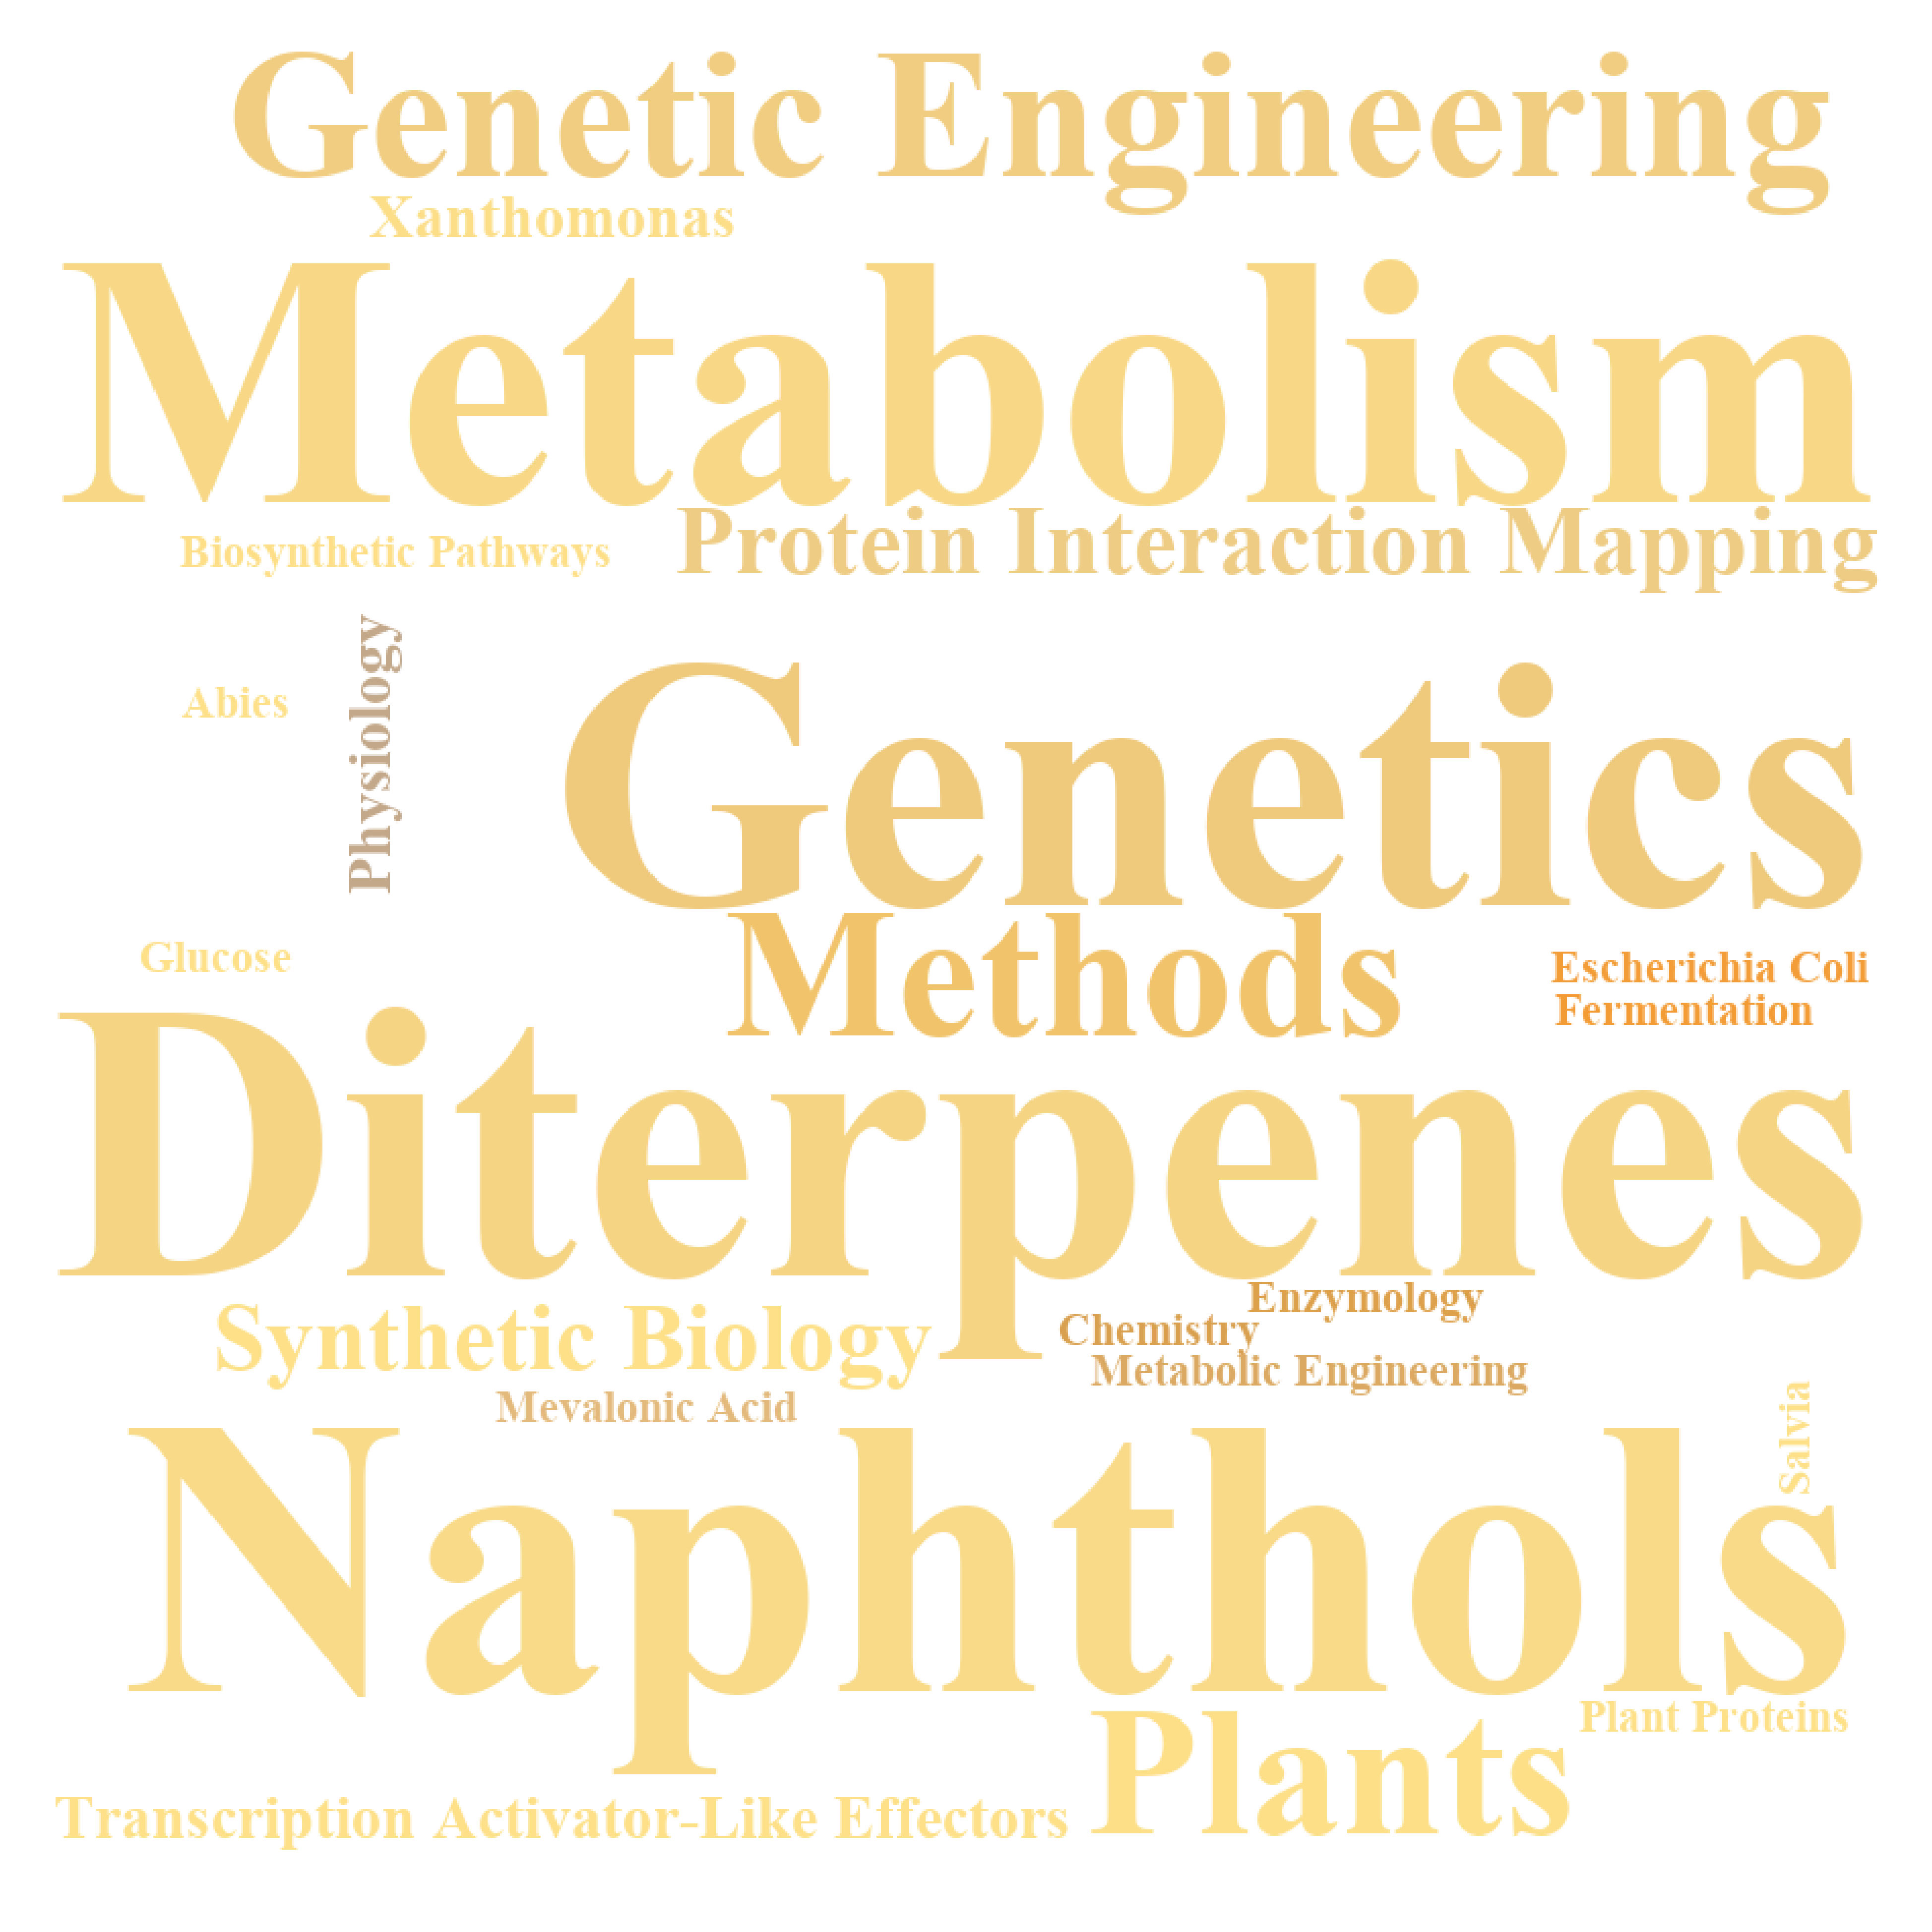 Genetic Engineering
Xanthomonas
Metabolism
Biosynthetic Pathways
Protein Interaction Mapping
Physiology
Abies
Genetics
Methods
Glucose
Escherichia Coli
Fermentation
Diterpenes
Enzymology
Synthetic Biology
Chemistry
Metabolic Engineering
Mevalonic Acid
Salvia
Naphthols
Plant Proteins
Plants
Transcription Activator-Like Effectors